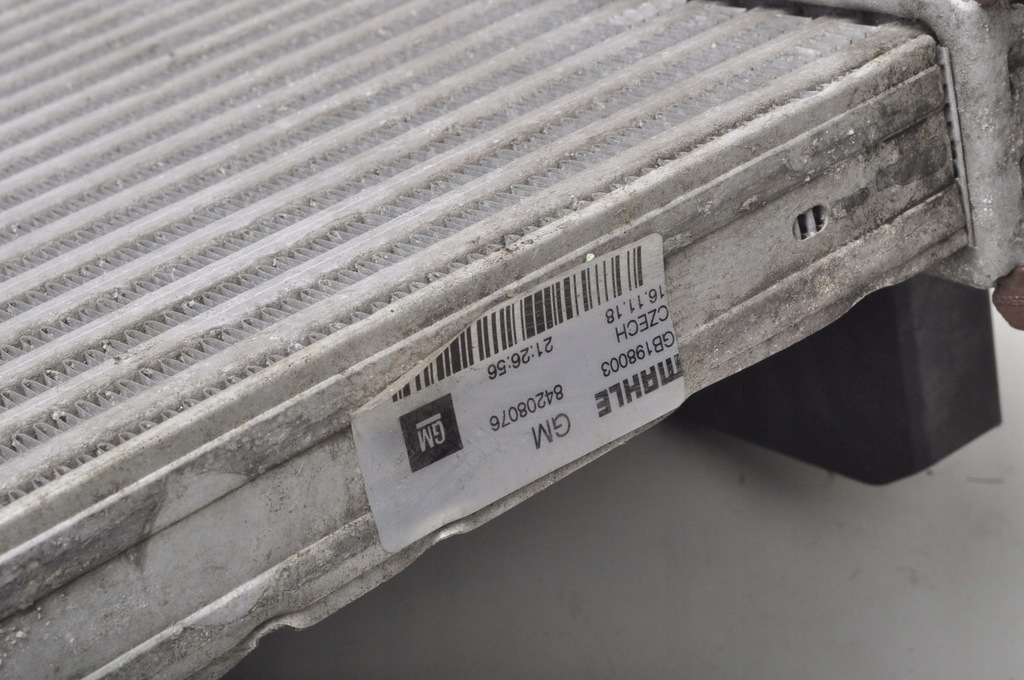 MAHLE
GM
GM
GB198003
84208076
CZECH
16.11.18
21:26:56